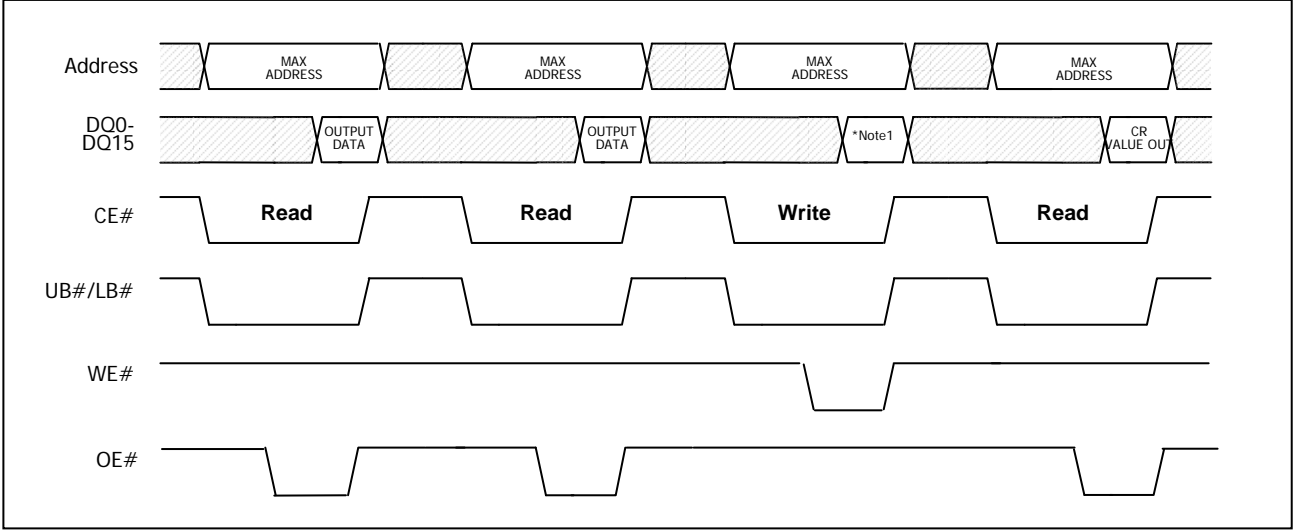 Address
MAX
ADDRESS
MAX
ADDRESS
MAX
ADDRESS
MAX
ADDRESS
DQ0-
DQ15
OUTPUT
DATA
OUTPUT
DATA
*Note1
CR
VALUE OUT
CE#
Read
Read
Write
Read
UB#/LB#
WE#
OE#